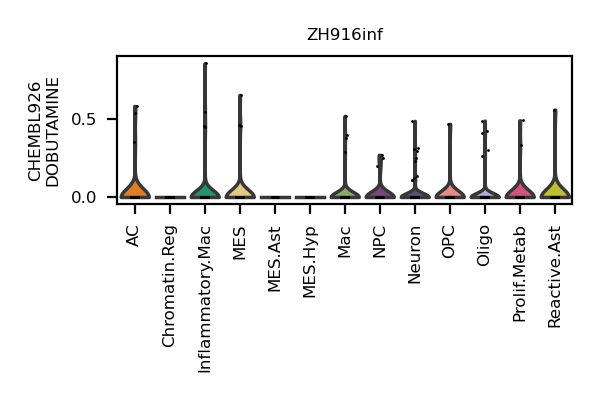 ZH916inf
CHEMBL926
DOBUTAMINE
0.5
0.0
AC
Chromatin.Reg
Inflammatory.Mac
MES
MES.Ast
MES.Hyp
Mac
NPC
Neuron
OPC
Oligo
Prolif.Metab
Reactive.Ast